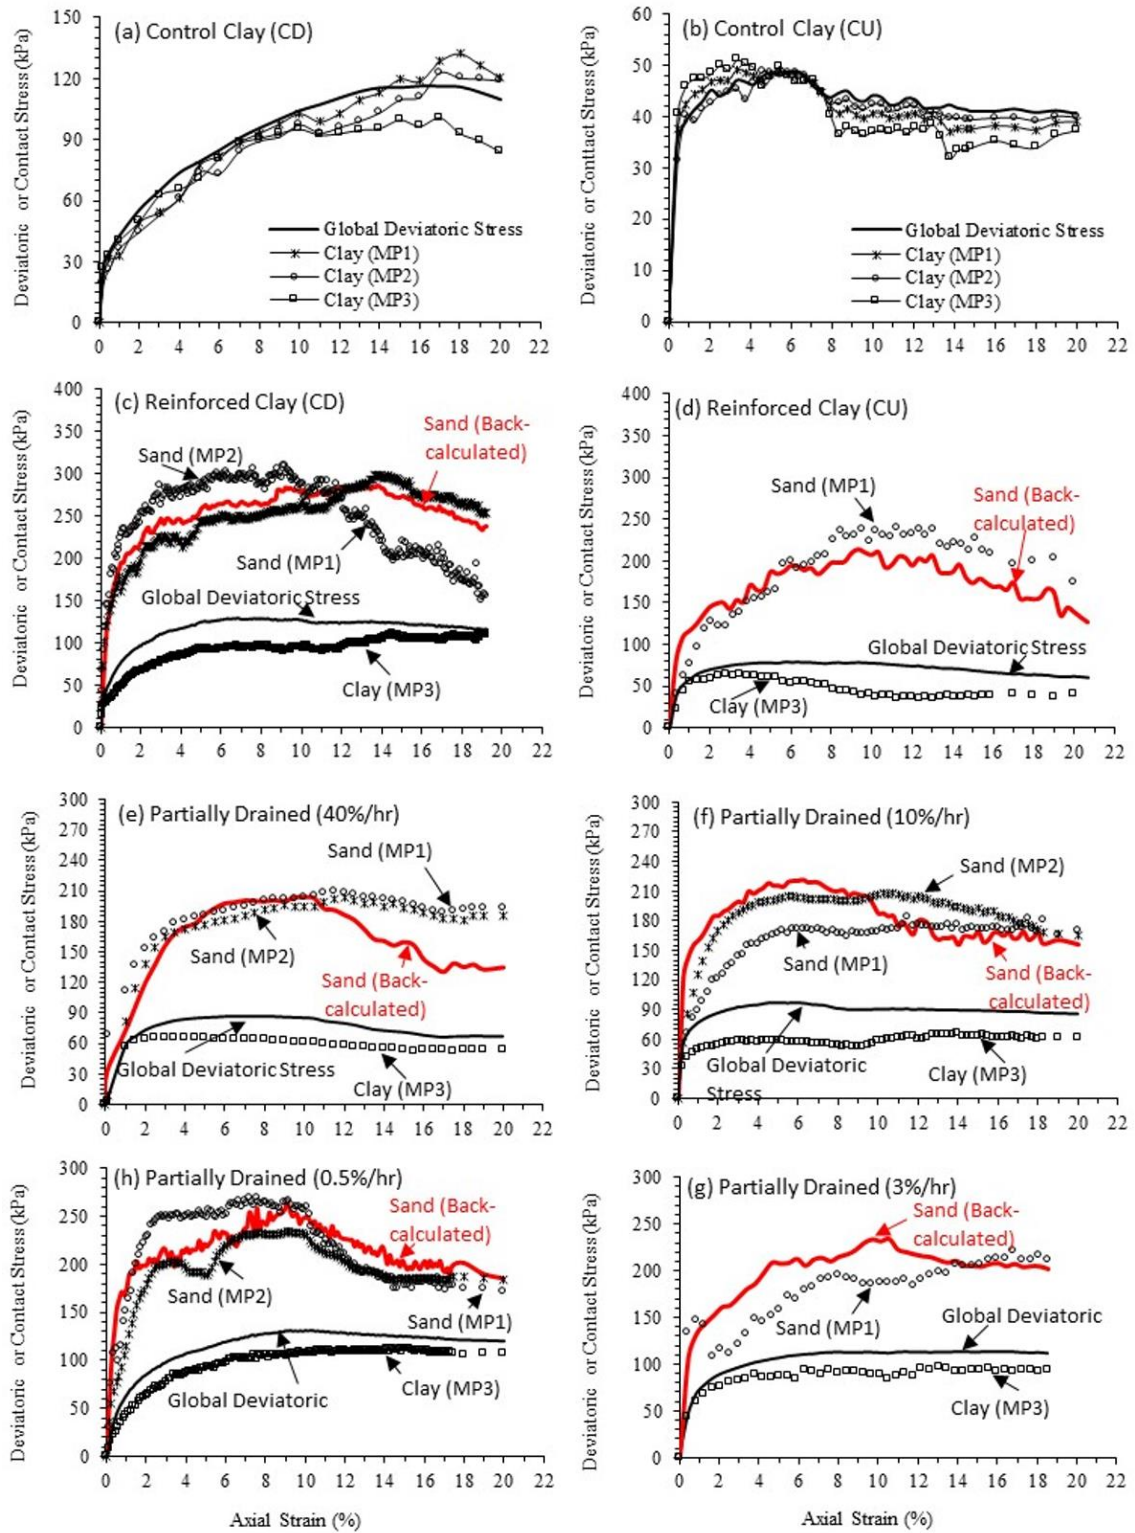 Deviatoric or Contact Stress (kPa)
150
120
90
60
30
0
(a) Control Clay (CD)
Global Deviatoric Stress
Clay (MP1)
Clay (MP2)
Clay (MP3)
0 2 4 6 8 10 12 14 16 18 20 22
Deviatoric or Conttact Stress (kPa)
60
50
40
30
20
10
0
(b) Control Clay (CU)
Global Deviatoric Stress
Clay (MP1)
Clay (MP2)
Clay (MP3)
0 2 4 6 8 10 12 14 16 18 20 22
Deviatoric or Contact Stress (kPa)
400
350
300
250
200
150
100
50
0
(c) Reinforced Clay (CD)
Sand (MP2)
Sand (Back-
calculated)
Sand (MP1)
Global Deviatoric Stress
Clay (MP3)
0 2 4 6 8 10 12 14 16 18 20 22
Deviatoric or Contact Stress (kPa)
400
350
300
250
200
150
100
50
0
(d) Reinforced Clay (CU)
Sand (MP1)
Sand (Back-
calculated)
Global Deviatoric Stress
Clay (MP3)
0 2 4 6 8 10 12 14 16 18 20 22
Deviatoric or Contact Stress (kPa)
300
270
240
210
180
150
120
90
60
30
0
(e) Partially Drained (40%/hr)
Sand (MP1)
Sand (MP2)
Sand (Back-
calculated)
Global Deviatoric Stress
Clay (MP3)
0 2 4 6 8 10 12 14 16 18 20 22
Deviatoric or Contact Stress (kPa)
300
270
240
210
180
150
120
90
60
30
0
(f) Partially Drained (10%/hr)
Sand (MP2)
Sand (MP1)
Sand (Back-
calculated)
Global Deviatoric
Stress
Clay (MP3)
0 2 4 6 8 10 12 14 16 18 20 22
Deviatoric or Contact Stress (kPa)
300
250
200
150
100
50
0
(h) Partially Drained (0.5%/hr)
Sand (Back-
calculated)
Sand (MP2)
Sand (MP1)
Global Deviatoric
Clay (MP3)
0 2 4 6 8 10 12 14 16 18 20 22
Axial Strain (%)
Deviatoric or Contact Stress (kPa)
300
250
200
150
100
50
0
(g) Partially Drained (3%/hr)
Sand (Back-
calculated)
Sand (MP1)
Global Deviatoric
Clay (MP3)
0 2 4 6 8 10 12 14 16 18 20 22
Axial Strain (%)